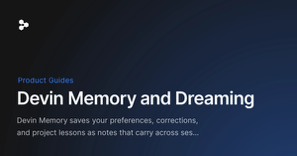 Product Guides
Devin Memory and Dreaming
Devin Memory saves your preferences, corrections,
and project lessons as notes that carry across ses...